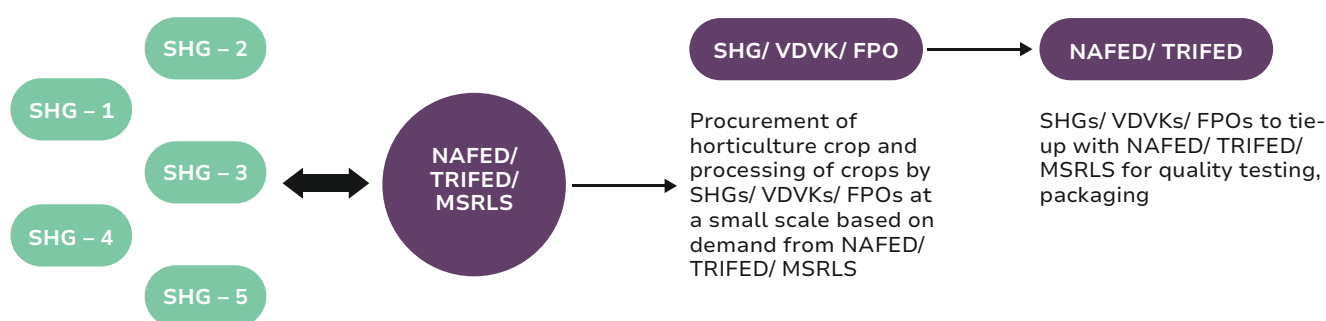 SHG – 2
SHG – 1
SHG – 3
SHG – 4
SHG – 5
NAFED/
TRIFED/
MSRLS
SHG/ VDVK/ FPO
Procurement of
horticulture crop and
processing of crops by
SHGs/ VDVKs/ FPOs at
a small scale based on
demand from NAFED/
TRIFED/ MSRLS
NAFED/ TRIFED
SHGs/ VDVKs/ FPOs to tie-
up with NAFED/ TRIFED/
MSRLS for quality testing,
packaging